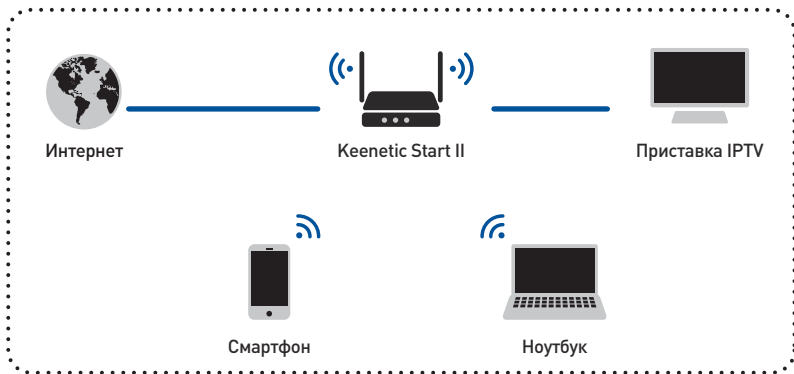 Интернет
Keenetic Start II
Приставка IPTV
Смартфон
Ноутбук